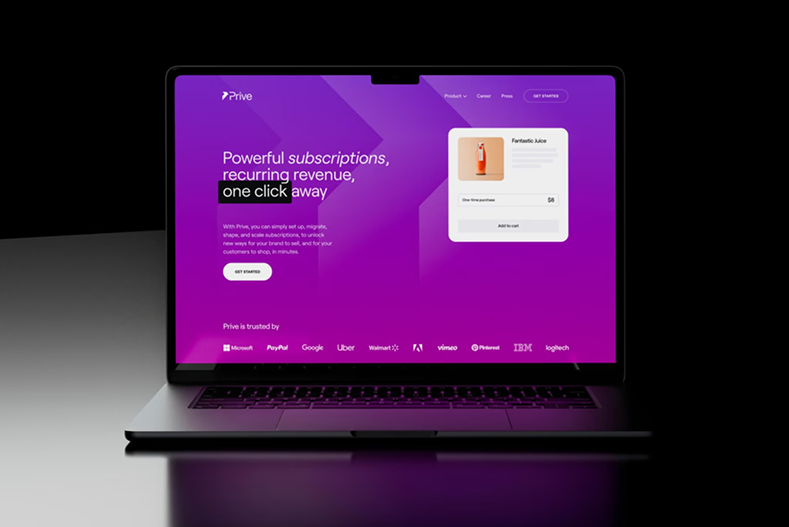 Prive
Product
Career
Press
GET STARTED
Powerful subscriptions,
recurring revenue,
one click away
With Prive, you can simply set up, migrate,
shape, and scale subscriptions, to unlock
new ways for your brand to sell, and for your
customers to shop, in minutes.
GET STARTED
Fantastic Juice
One-time purchase
$6
Add to cart
Prive is trusted by
Microsoft
PayPal
Google
Uber
Walmart
vimeo
Pinterest
IBM
logitech